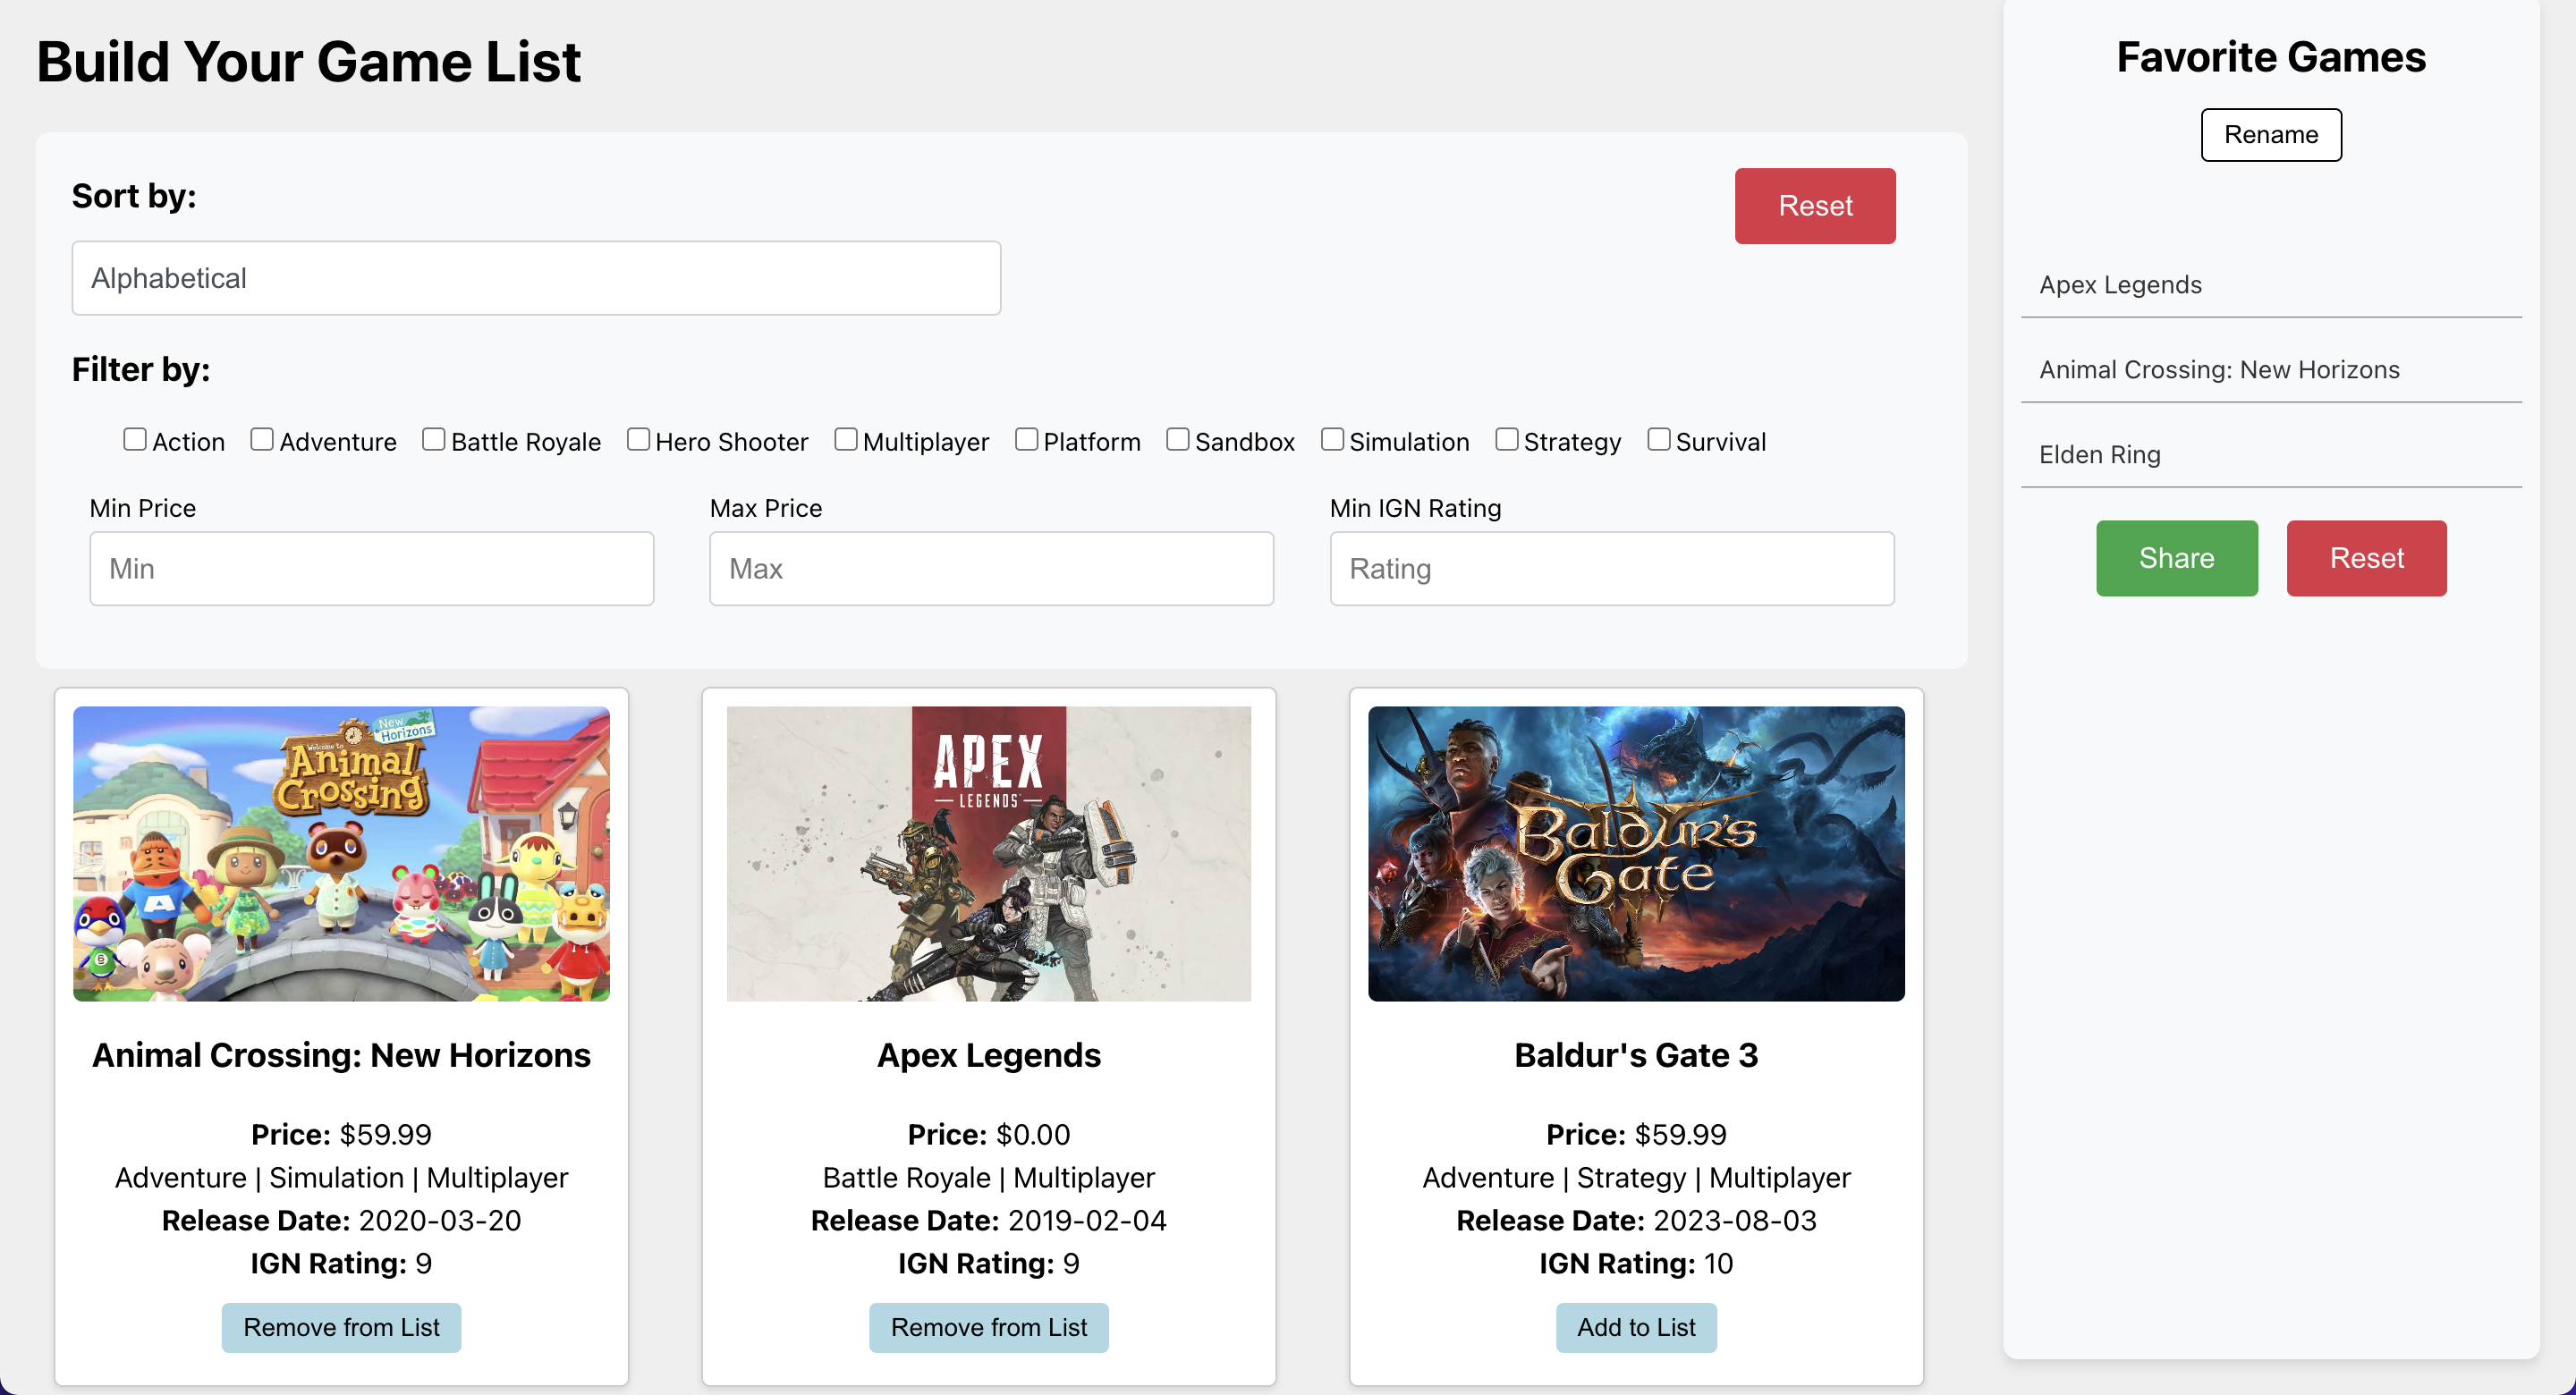 Build Your Game List
Sort by:
Reset
Alphabetical
Filter by:
Action Adventure Battle Royale Hero Shooter Multiplayer Platform Sandbox Simulation Strategy Survival
Min Price Max Price Min IGN Rating
Min Max Rating
Welcome to
Animal
Crossing
New
Horizons
Animal Crossing: New Horizons
Price: $59.99
Adventure | Simulation | Multiplayer
Release Date: 2020-03-20
IGN Rating: 9
Remove from List
APEX
LEGENDS
Apex Legends
Price: $0.00
Battle Royale | Multiplayer
Release Date: 2019-02-04
IGN Rating: 9
Remove from List
Baldur's
Gate
Baldur's Gate 3
Price: $59.99
Adventure | Strategy | Multiplayer
Release Date: 2023-08-03
IGN Rating: 10
Add to List
Favorite Games
Rename
Apex Legends
Animal Crossing: New Horizons
Elden Ring
Share Reset